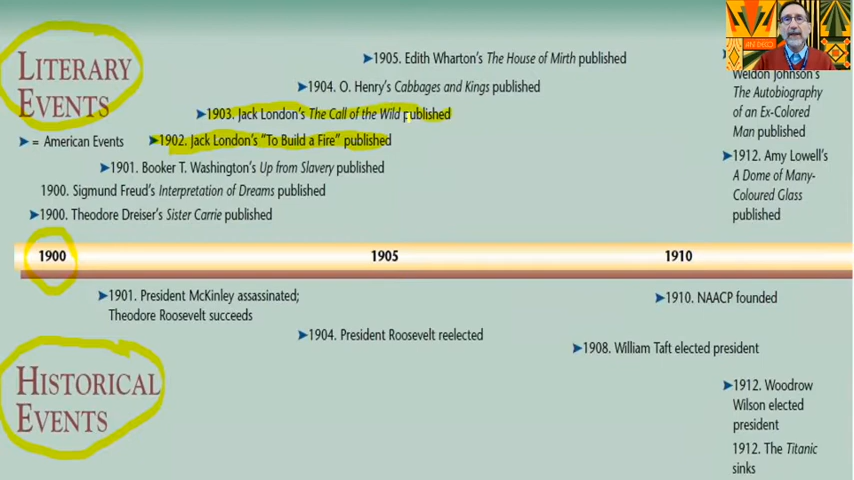 LITERARY
EVENTS
= American Events
1905. Edith Wharton's The House of Mirth published
1904. O. Henry's Cabbages and Kings published
1903. Jack London's The Call of the Wild published
1902. Jack London's "To Build a Fire" published
1901. Booker T. Washington's Up from Slavery published
1900. Sigmund Freud's Interpretation of Dreams published
1900. Theodore Dreiser's Sister Carrie published
Weldon Johnson's
The Autobiography
of an Ex-Colored
Man published
1912. Amy Lowell's
A Dome of Many-
Coloured Glass
published
1900
1905
1910
1901. President McKinley assassinated;
Theodore Roosevelt succeeds
1904. President Roosevelt reelected
1910. NAACP founded
1908. William Taft elected president
HISTORICAL
EVENTS
1912. Woodrow
Wilson elected
president
1912. The Titanic
sinks